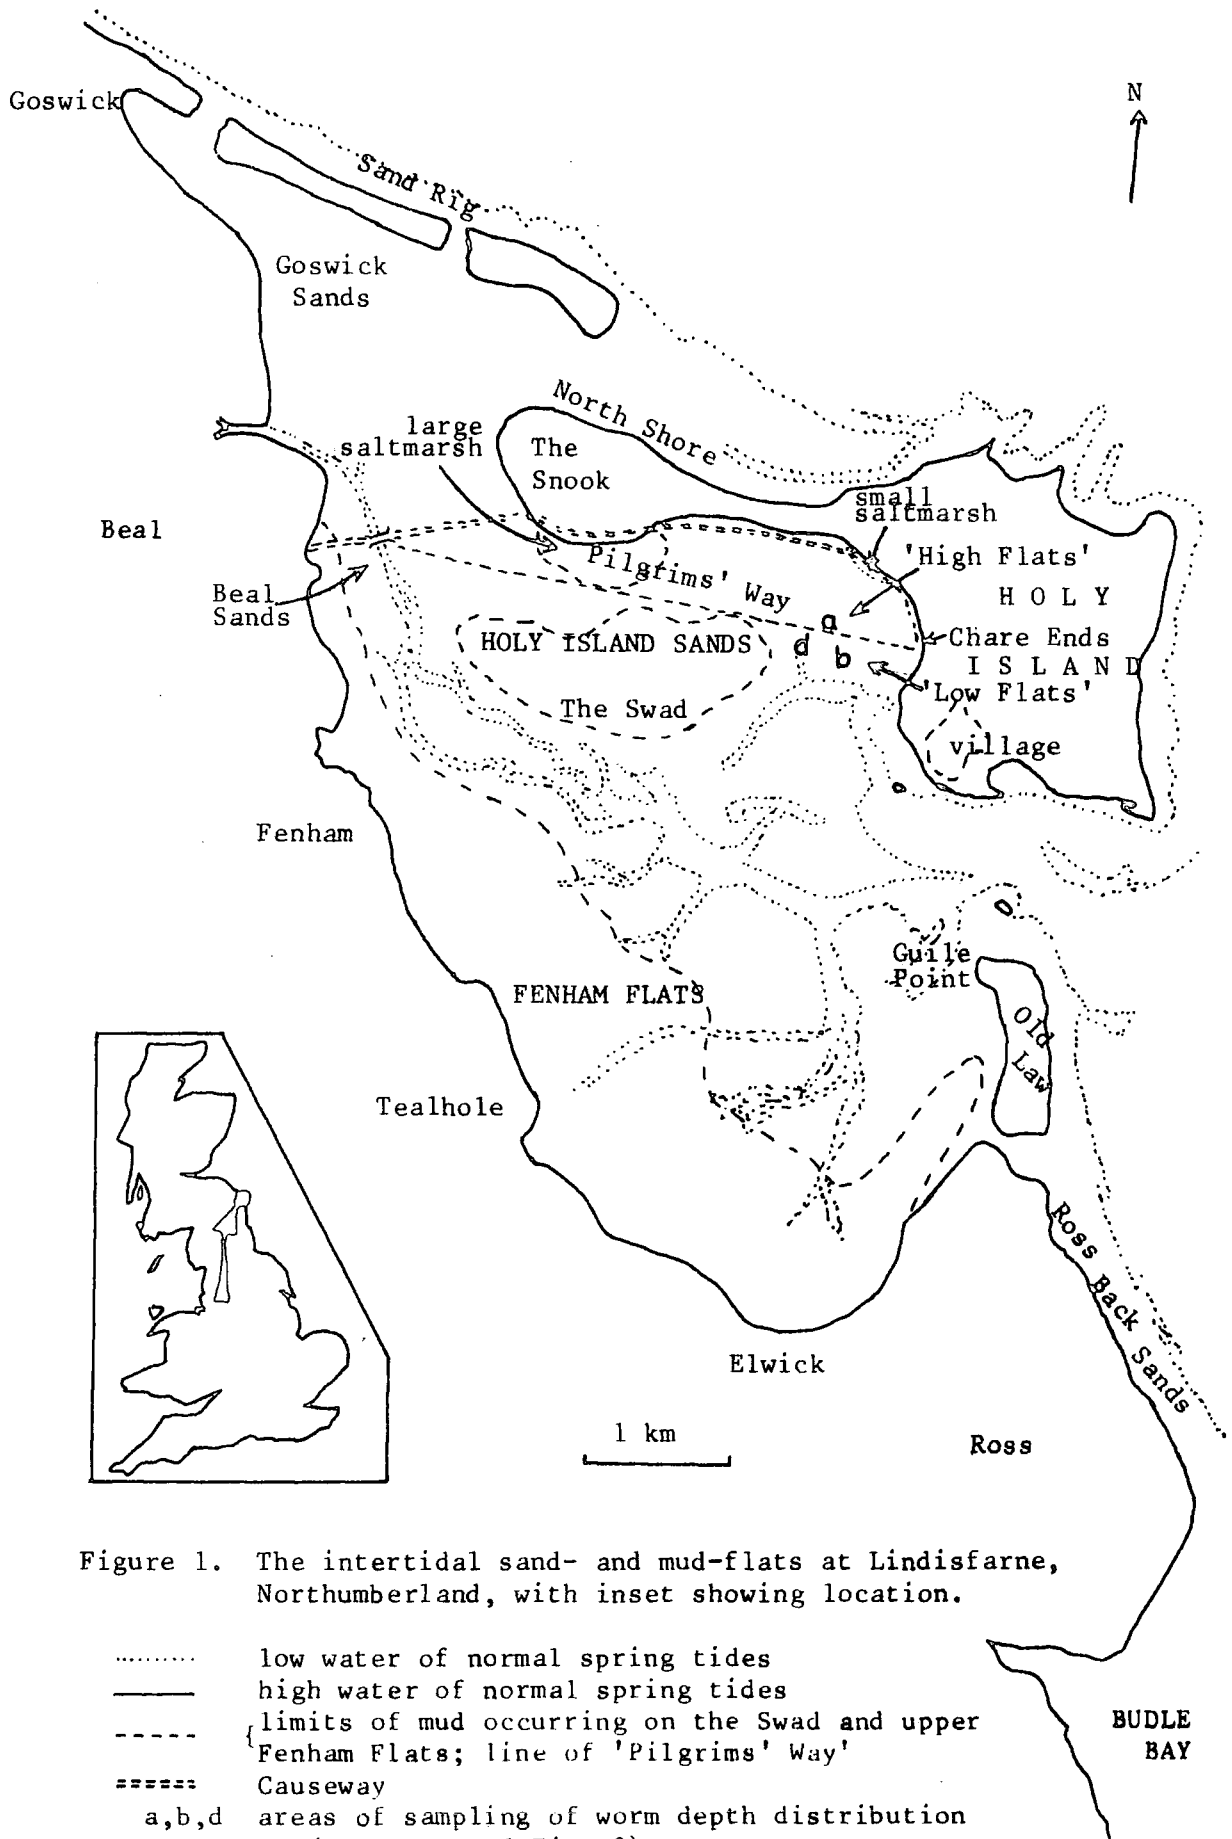 N
Goswick
Sand Rig
Goswick
Sands
North Shore
large
saltmarsh
The
Snook
small
saltmarsh
Beal
'High Flats'
Pilgrims' Way
Beal
Sands
HOLY
a
HOLY ISLAND SANDS
d
b
Chare Ends
ISLAND
'Low Flats'
The Swad
village
Fenham
Guile
Point
FENHAM FLATS
Old
Law
Tealhole
Ross Back Sands
Elwick
1 km
Ross
Figure 1. The intertidal sand- and mud-flats at Lindisfarne,
Northumberland, with inset showing location.
low water of normal spring tides
high water of normal spring tides
{limits of mud occurring on the Swad and upper
Fenham Flats; line of 'Pilgrims' Way'
Causeway
a,b,d areas of sampling of worm depth distribution
BUDLE
BAY